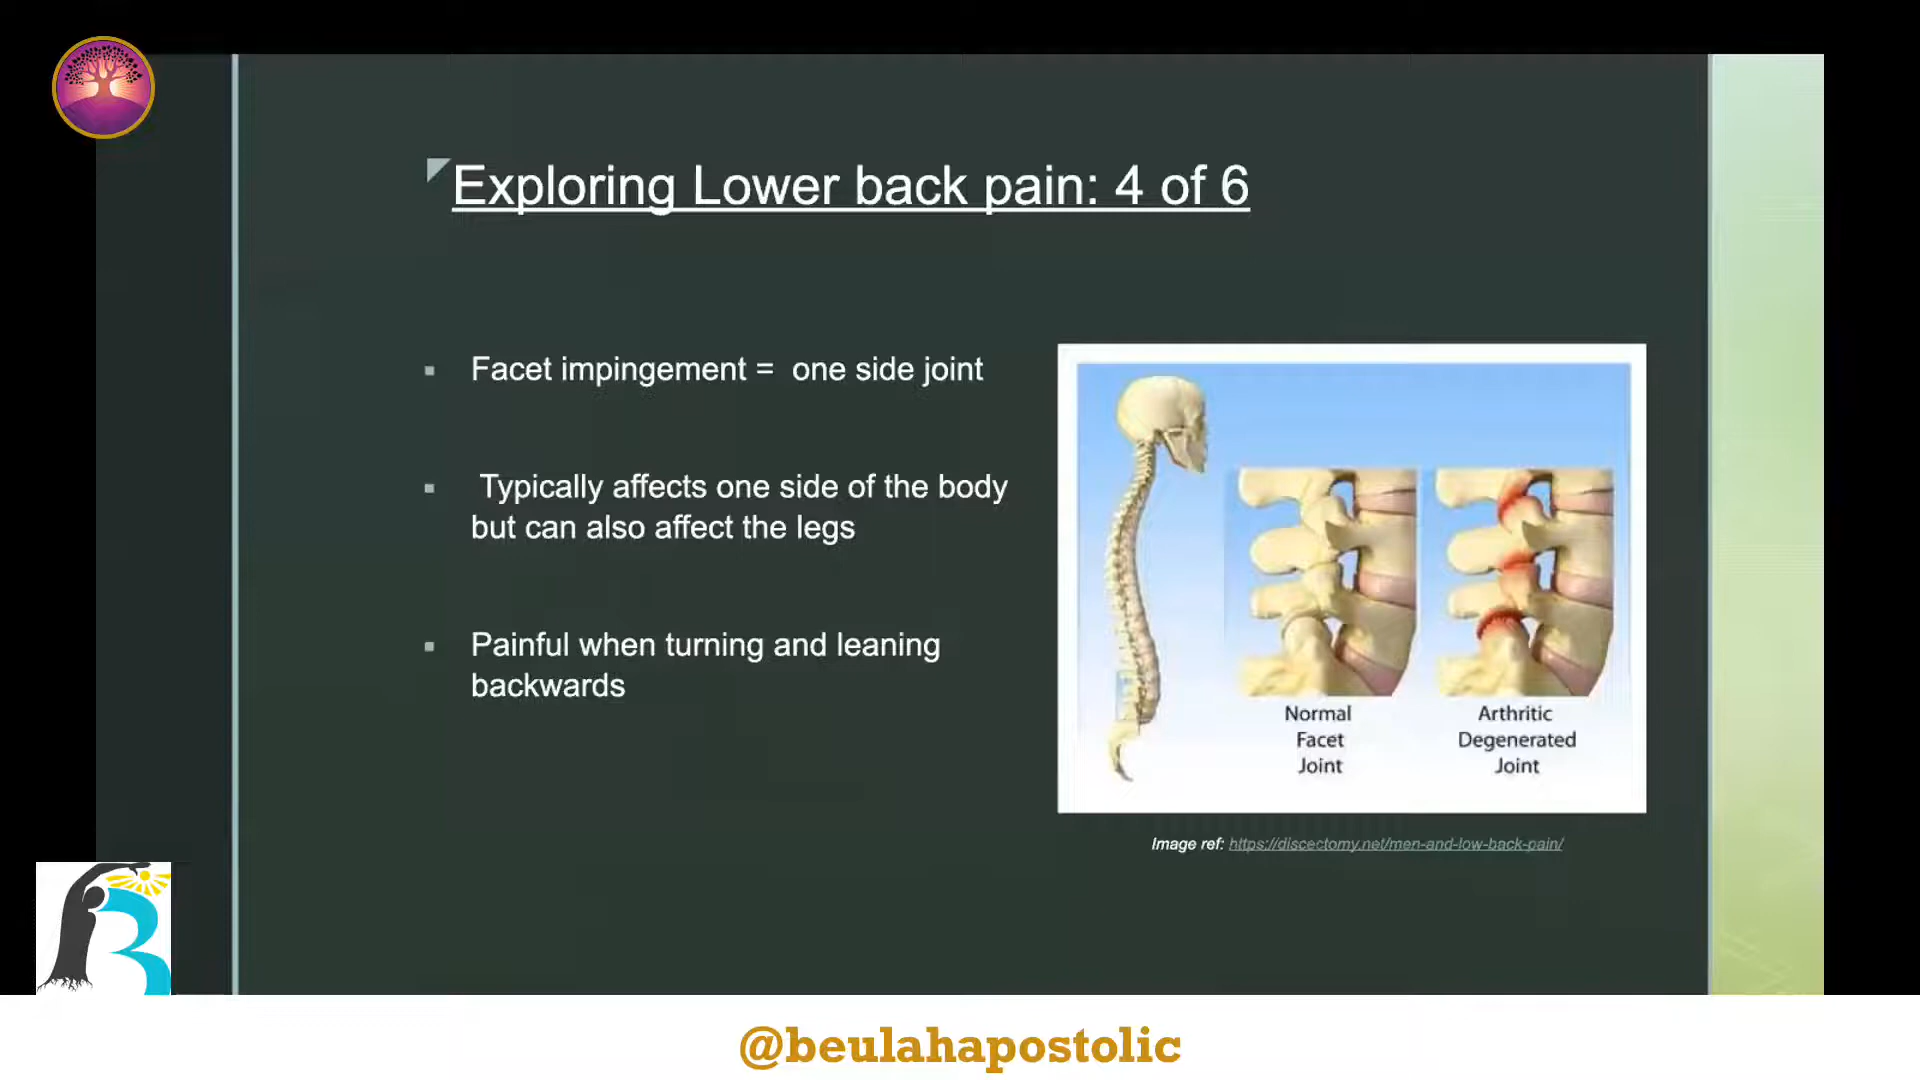 Exploring Lower back pain: 4 of 6
▪ Facet impingement = one side joint
▪ Typically affects one side of the body
but can also affect the legs
▪ Painful when turning and leaning
backwards
Normal
Facet
Joint
Arthritic
Degenerated
Joint
Image ref: https://discectomy.net/men-and-low-back-pain/
B
@beulahapostolic